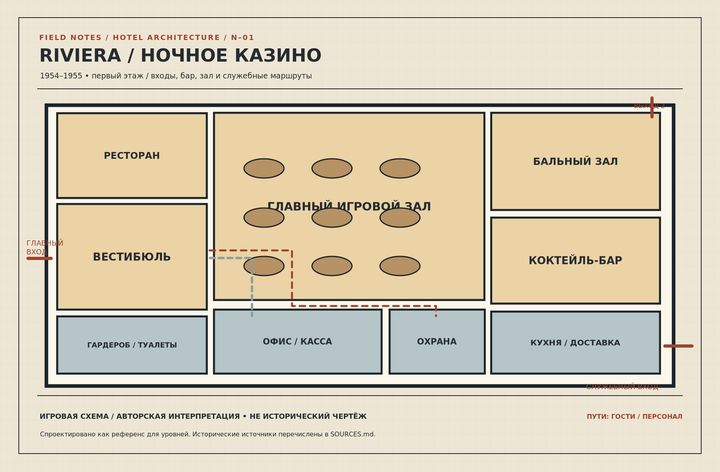 FIELD NOTES / HOTEL ARCHITECTURE / N–01
RIVIERA / НОЧНОЕ КАЗИНО
1954–1955 • первый этаж / входы, бар, зал и служебные маршруты
РЕСТОРАН
БАЛЬНЫЙ ЗАЛ
ГЛАВНЫЙ ИГРОВОЙ ЗАЛ
ГЛАВНЫЙ
ВХОД
ВЕСТИБЮЛЬ
КОКТЕЙЛЬ-БАР
ГАРДЕРОБ / ТУАЛЕТЫ
ОФИС / КАССА
ОХРАНА
КУХНЯ / ДОСТАВКА
СЛУЖЕБНЫЙ ВХОД
ИГРОВАЯ СХЕМА / АВТОРСКАЯ ИНТЕРПРЕТАЦИЯ • НЕ ИСТОРИЧЕСКИЙ ЧЕРТЁЖ
ПУТИ: ГОСТИ / ПЕРСОНАЛ
Спроектировано как референс для уровней. Исторические источники перечислены в SOURCES.md.